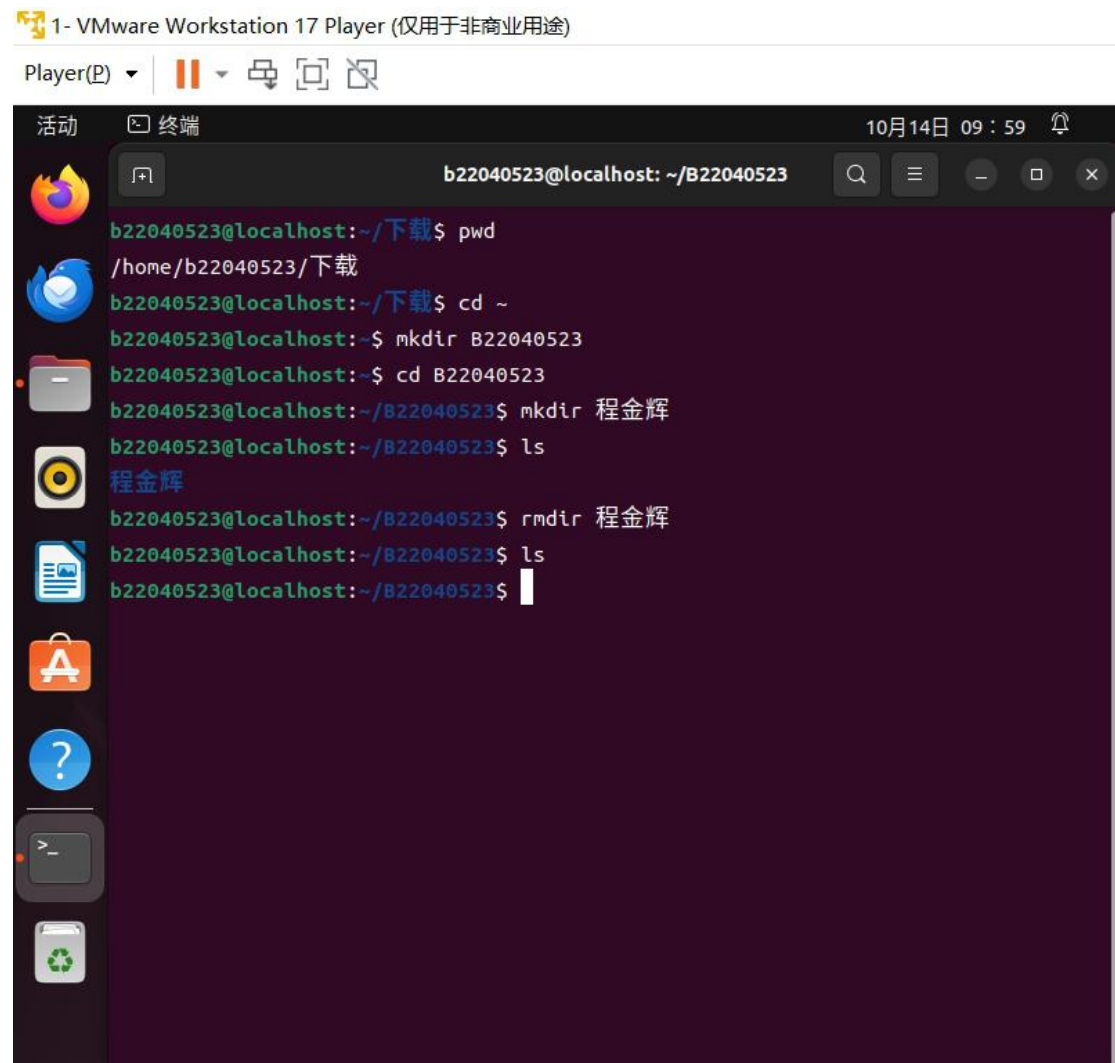 1- VMware Workstation 17 Player (仅用于非商业用途)
Player(P)
活动 终端 10月14日 09：59
b22040523@localhost: ~/B22040523
b22040523@localhost:~/下载$ pwd
/home/b22040523/下载
b22040523@localhost:~/下载$ cd ~
b22040523@localhost:~$ mkdir B22040523
b22040523@localhost:~$ cd B22040523
b22040523@localhost:~/B22040523$ mkdir 程金辉
b22040523@localhost:~/B22040523$ ls
程金辉
b22040523@localhost:~/B22040523$ rmdir 程金辉
b22040523@localhost:~/B22040523$ ls
b22040523@localhost:~/B22040523$